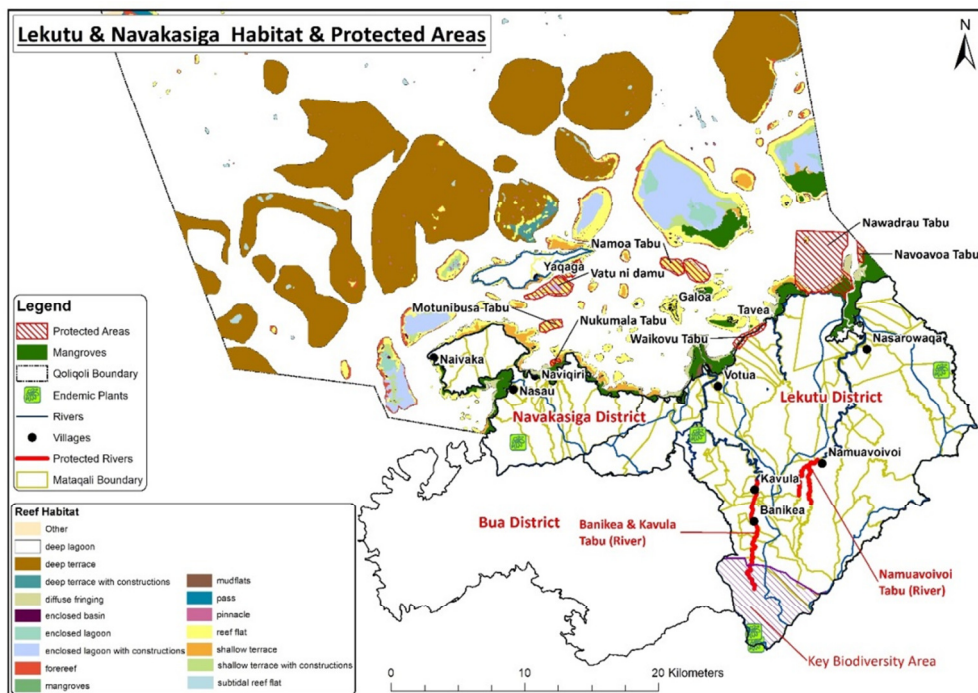 Lekutu & Navakasiga Habitat & Protected Areas
N
Nawadrau Tabu
Namoa Tabu
Navoavoa Tabu
Yaqaga
Vatu ni damu
Motunibusa Tabu
Galoa
Nukumala Tabu
Tavea
Waikovu Tabu
Nasarowaqa
Naivaka
Naviqiri
Nasau
Votua
Lekutu District
Navakasiga District
Namuavoivoi
Kavula
Bua District
Banikea & Kavula
Tabu (River)
Banikea
Namuavoivoi
Tabu (River)
Key Biodiversity Area
Legend
Protected Areas
Mangroves
Qoliqoli Boundary
Endemic Plants
Rivers
Villages
Protected Rivers
Mataqali Boundary
Reef Habitat
Other
deep lagoon
deep terrace
deep terrace with constructions
diffuse fringing
enclosed basin
enclosed lagoon
enclosed lagoon with constructions
forereef
mangroves
mudflats
pass
pinnacle
reef flat
shallow terrace
shallow terrace with constructions
subtidal reef flat
0 10 20 Kilometers